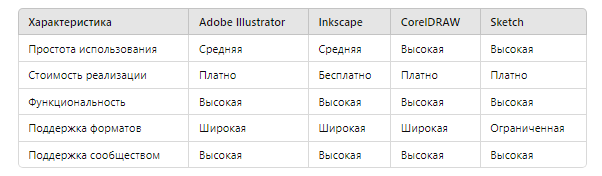 Характеристика Adobe Illustrator Inkscape CorelDRAW Sketch
Простота использования Средняя Средняя Высокая Высокая
Стоимость реализации Платно Бесплатно Платно Платно
Функциональность Высокая Высокая Высокая Высокая
Поддержка форматов Широкая Широкая Широкая Ограниченная
Поддержка сообществом Высокая Высокая Высокая Высокая